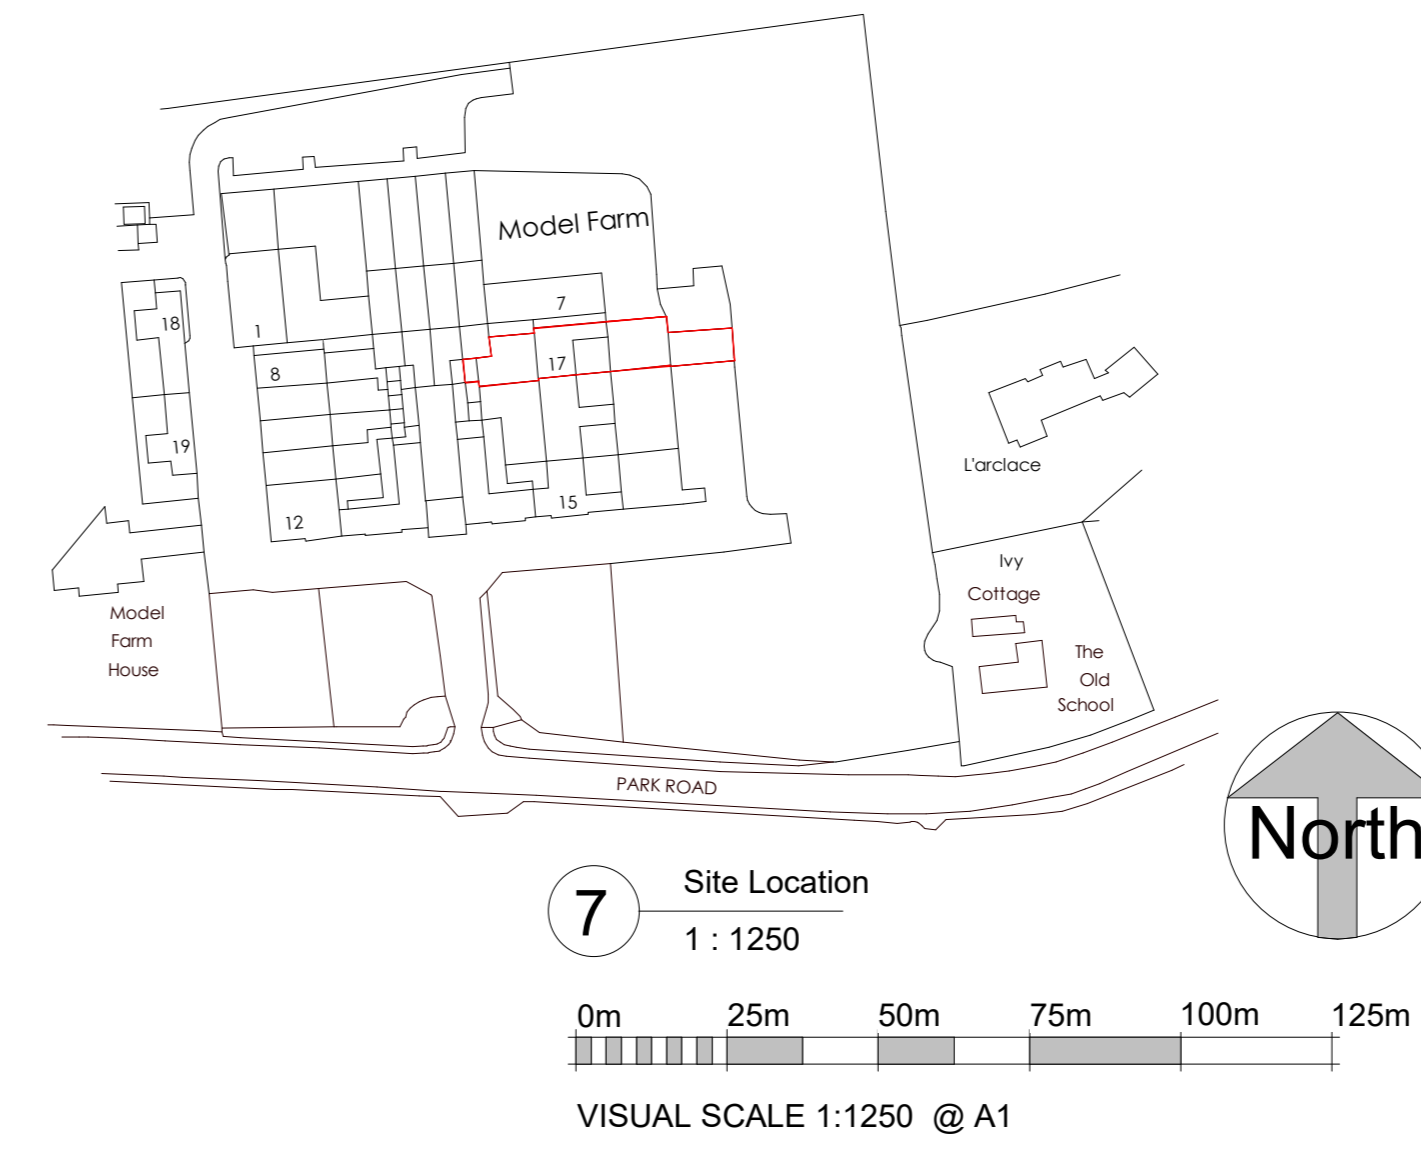 Model Farm
7
18
1
17
8
19
L'arclace
15
12
Ivy
Cottage
Model
Farm
House
The
Old
School
PARK ROAD
North
7
Site Location
1 : 1250
0m 25m 50m 75m 100m 125m
VISUAL SCALE 1:1250 @ A1